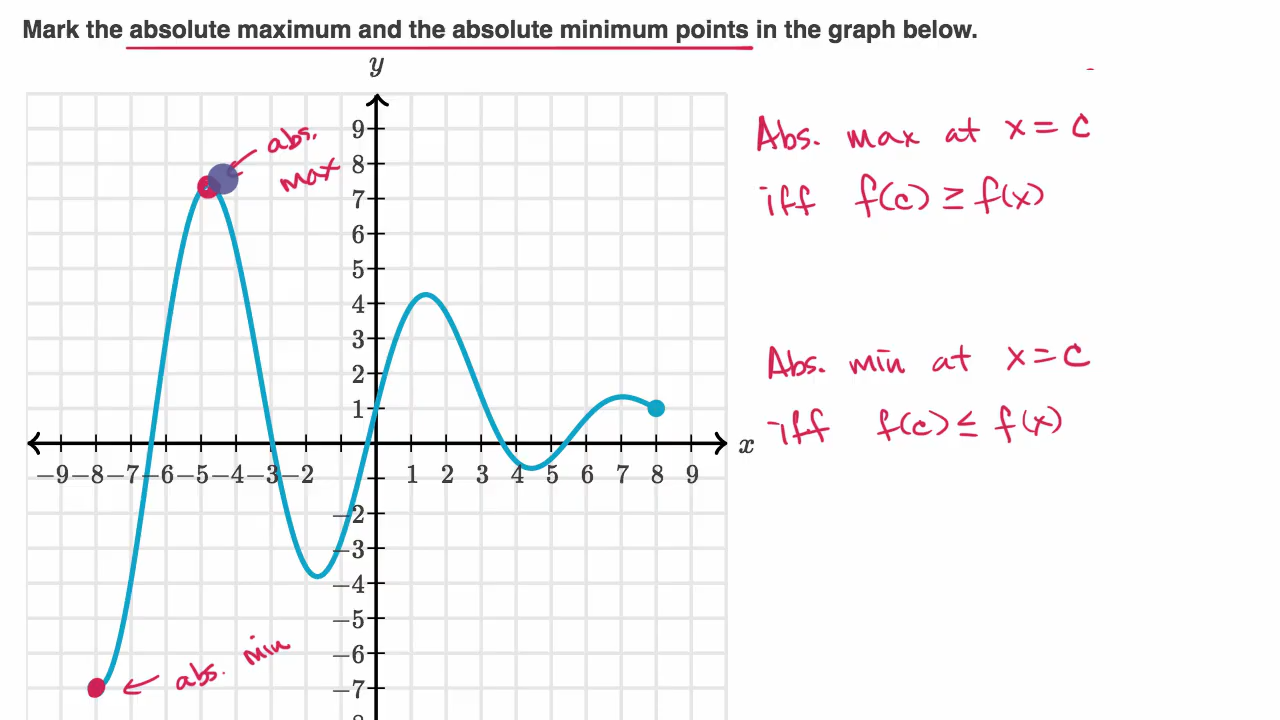 Mark the absolute maximum and the absolute minimum points in the graph below.
y
abs.
max
9
8
7
6
5
4
3
2
1
−9 −8 −7 −6 −5 −4 −3 −2
1 2 3 4 5 6 7 8 9
x
−2
−3
−4
−5
−6
−7
abs. min
Abs. max at x = c
iff f(c) ≥ f(x)
Abs. min at x = c
iff f(c) ≤ f(x)